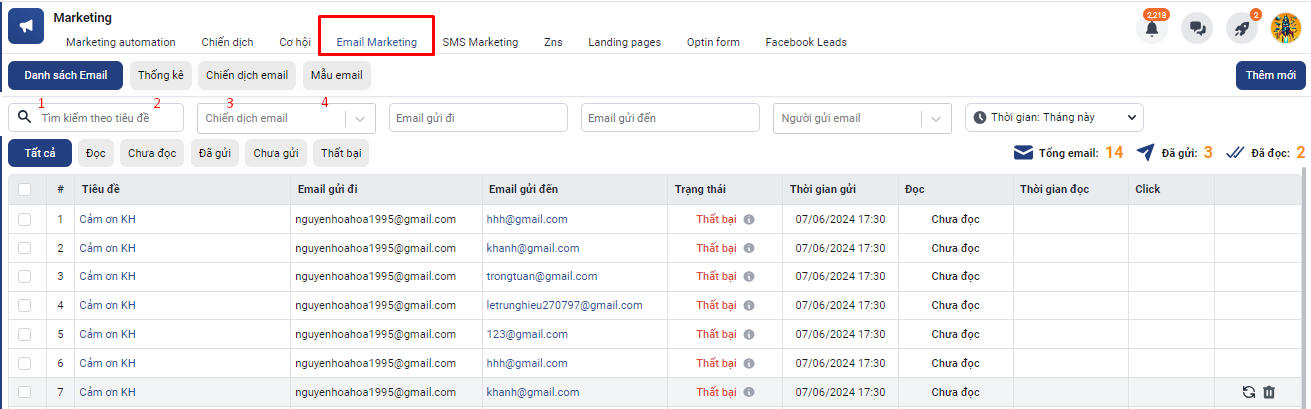 Marketing
2,218
2
Marketing automation Chiến dịch Cơ hội Email Marketing SMS Marketing Zns Landing pages Optin form Facebook Leads
Danh sách Email Thống kê Chiến dịch email Mẫu email Thêm mới
1 2 3 4
Tìm kiếm theo tiêu đề Chiến dịch email Email gửi đi Email gửi đến Người gửi email Thời gian: Tháng này
Tất cả Đọc Chưa đọc Đã gửi Chưa gửi Thất bại Tổng email: 14 Đã gửi: 3 Đã đọc: 2
# Tiêu đề Email gửi đi Email gửi đến Trạng thái Thời gian gửi Đọc Thời gian đọc Click
1 Cảm ơn KH nguyenhoahoa1995@gmail.com hhh@gmail.com Thất bại 07/06/2024 17:30 Chưa đọc
2 Cảm ơn KH nguyenhoahoa1995@gmail.com khanh@gmail.com Thất bại 07/06/2024 17:30 Chưa đọc
3 Cảm ơn KH nguyenhoahoa1995@gmail.com trongtuan@gmail.com Thất bại 07/06/2024 17:30 Chưa đọc
4 Cảm ơn KH nguyenhoahoa1995@gmail.com letrunghieu270797@gmail.com Thất bại 07/06/2024 17:30 Chưa đọc
5 Cảm ơn KH nguyenhoahoa1995@gmail.com 123@gmail.com Thất bại 07/06/2024 17:30 Chưa đọc
6 Cảm ơn KH nguyenhoahoa1995@gmail.com hhh@gmail.com Thất bại 07/06/2024 17:30 Chưa đọc
7 Cảm ơn KH nguyenhoahoa1995@gmail.com khanh@gmail.com Thất bại 07/06/2024 17:30 Chưa đọc